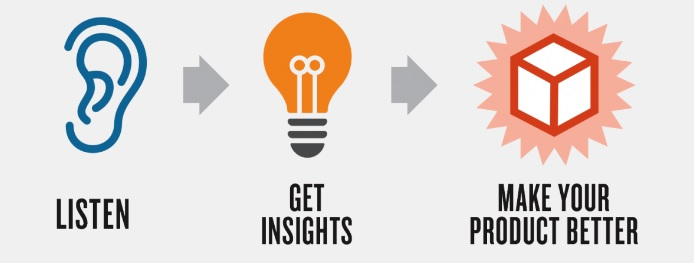 LISTEN
GET
INSIGHTS
MAKE YOUR
PRODUCT BETTER